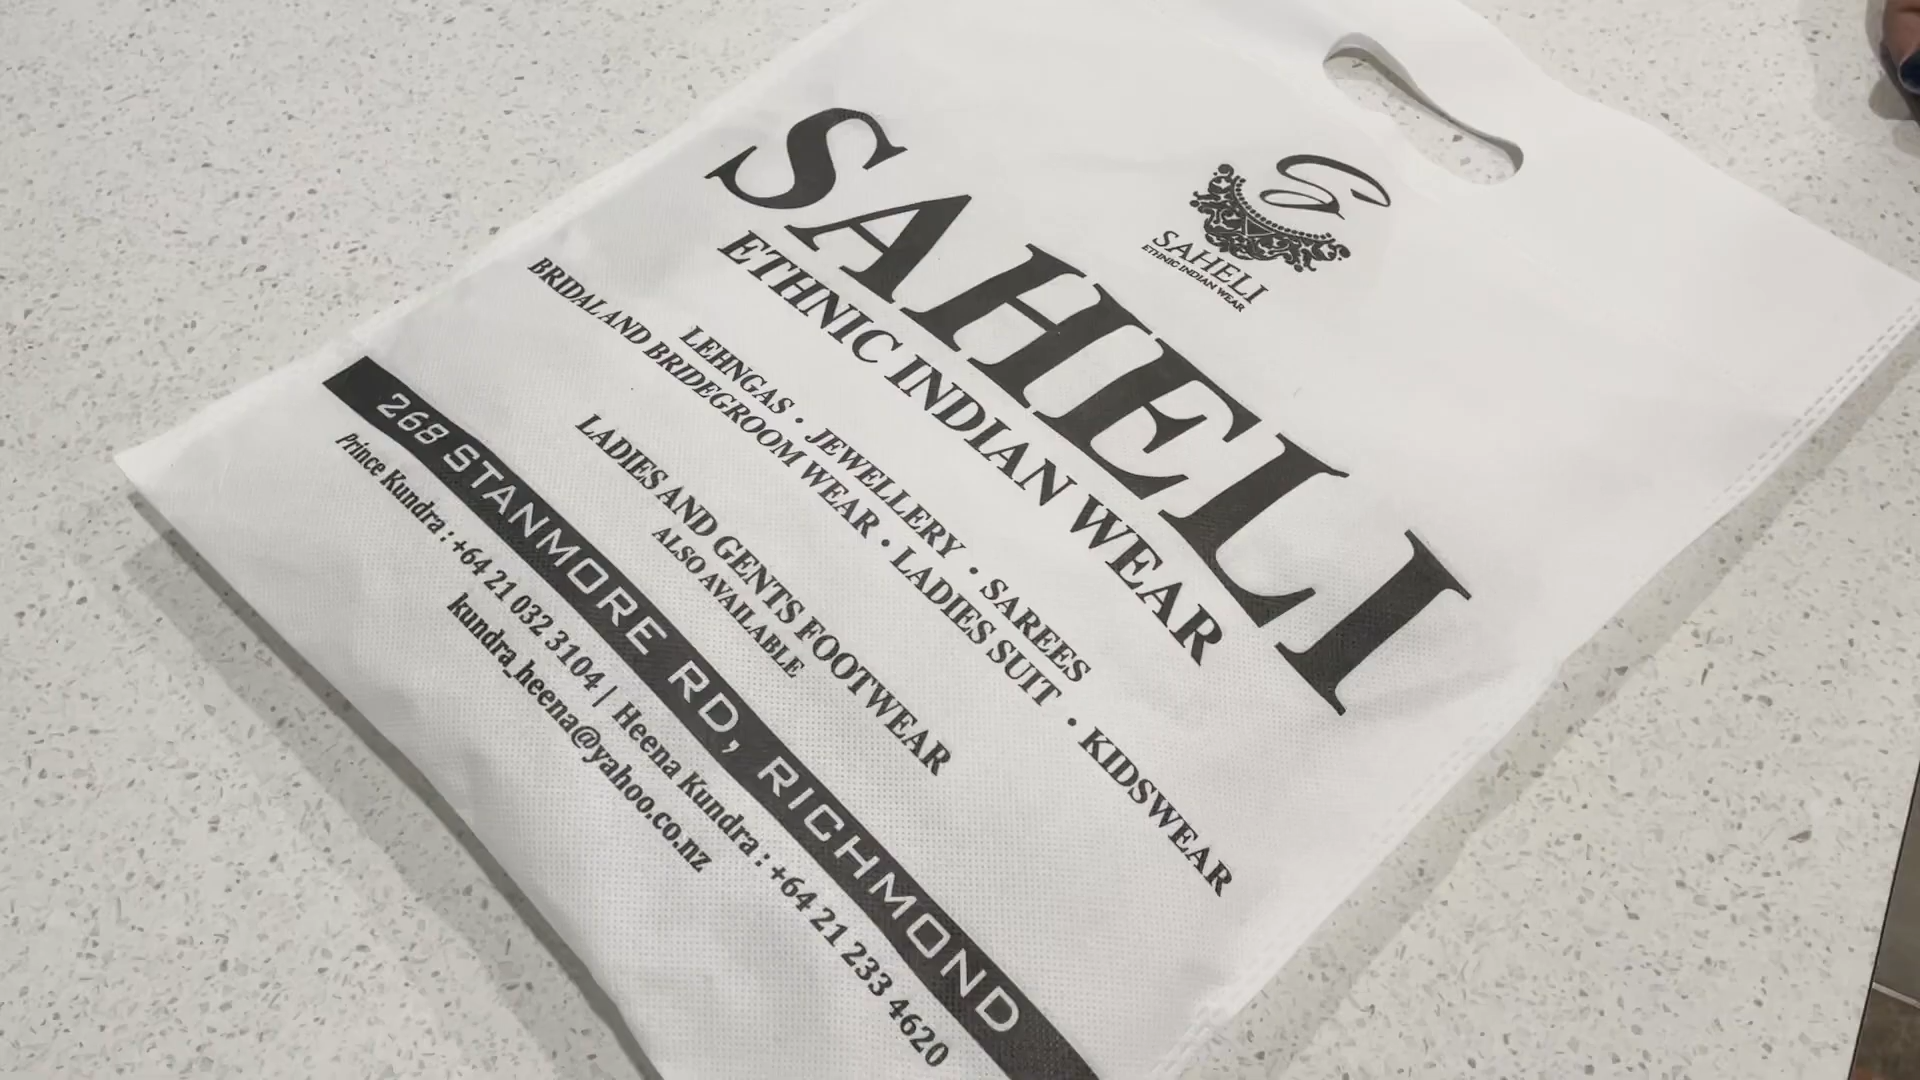 S
SAHELI
ETHNIC INDIAN WEAR
SAHELI
ETHNIC INDIAN WEAR
LEHNGAS • JEWELLERY • SAREES
BRIDAL AND BRIDEGROOM WEAR • LADIES SUIT • KIDSWEAR
LADIES AND GENTS FOOTWEAR
ALSO AVAILABLE
268 STANMORE RD, RICHMOND
Prince Kundra : +64 21 032 3104 | Heena Kundra : +64 21 233 4620
kundra_heena@yahoo.co.nz